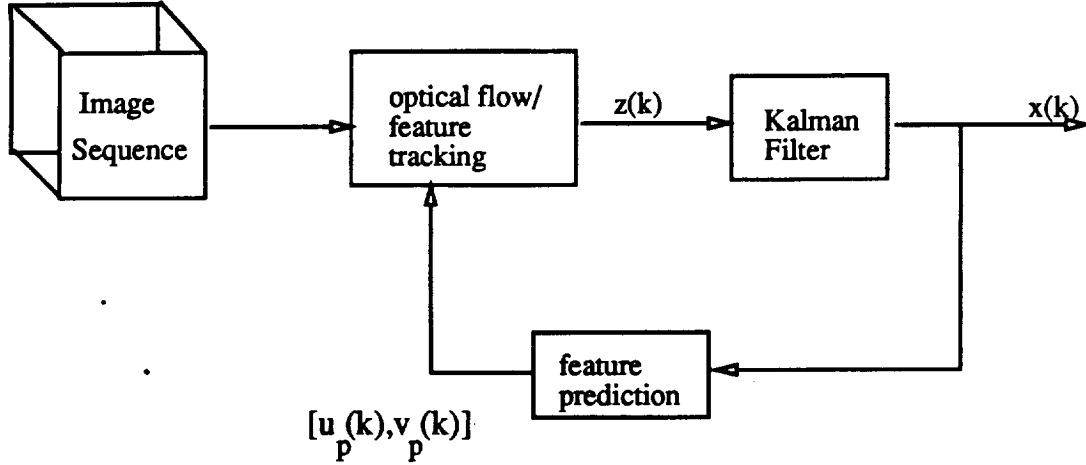 Image
Sequence
optical flow/
feature
tracking
z(k)
Kalman
Filter
x(k)
feature
prediction
[u_p(k),v_p(k)]